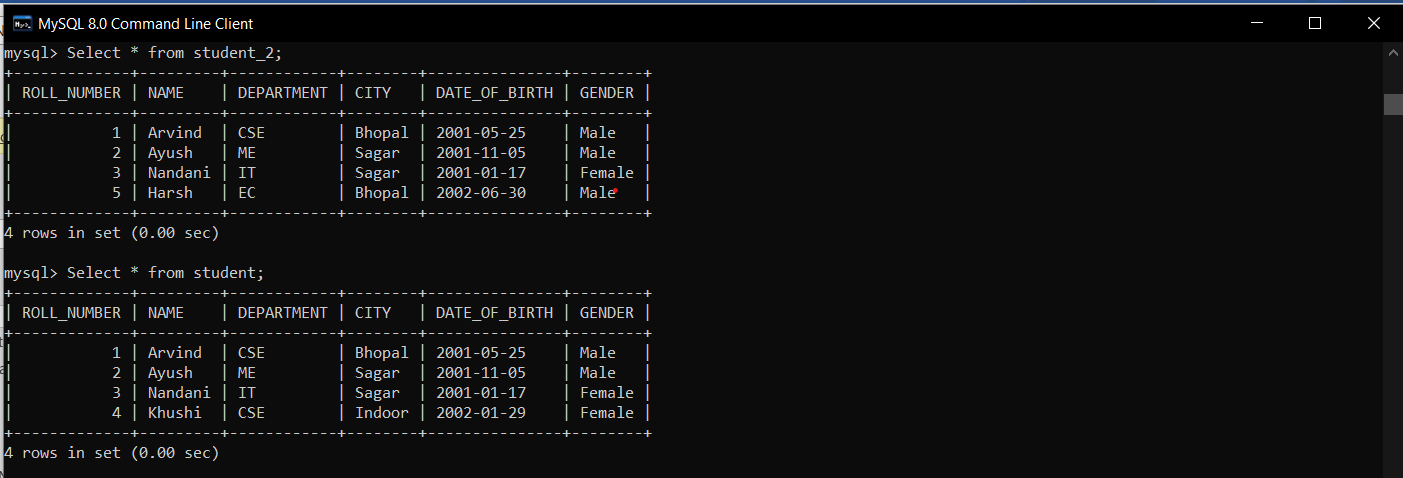 MySQL 8.0 Command Line Client
mysql> Select * from student_2;
+-------------+---------+------------+--------+---------------+--------+
| ROLL_NUMBER | NAME    | DEPARTMENT | CITY   | DATE_OF_BIRTH | GENDER |
+-------------+---------+------------+--------+---------------+--------+
|           1 | Arvind  | CSE        | Bhopal | 2001-05-25    | Male   |
|           2 | Ayush   | ME         | Sagar  | 2001-11-05    | Male   |
|           3 | Nandani | IT         | Sagar  | 2001-01-17    | Female |
|           5 | Harsh   | EC         | Bhopal | 2002-06-30    | Male   |
+-------------+---------+------------+--------+---------------+--------+
4 rows in set (0.00 sec)
mysql> Select * from student;
+-------------+---------+------------+--------+---------------+--------+
| ROLL_NUMBER | NAME    | DEPARTMENT | CITY   | DATE_OF_BIRTH | GENDER |
+-------------+---------+------------+--------+---------------+--------+
|           1 | Arvind  | CSE        | Bhopal | 2001-05-25    | Male   |
|           2 | Ayush   | ME         | Sagar  | 2001-11-05    | Male   |
|           3 | Nandani | IT         | Sagar  | 2001-01-17    | Female |
|           4 | Khushi  | CSE        | Indoor | 2002-01-29    | Female |
+-------------+---------+------------+--------+---------------+--------+
4 rows in set (0.00 sec)